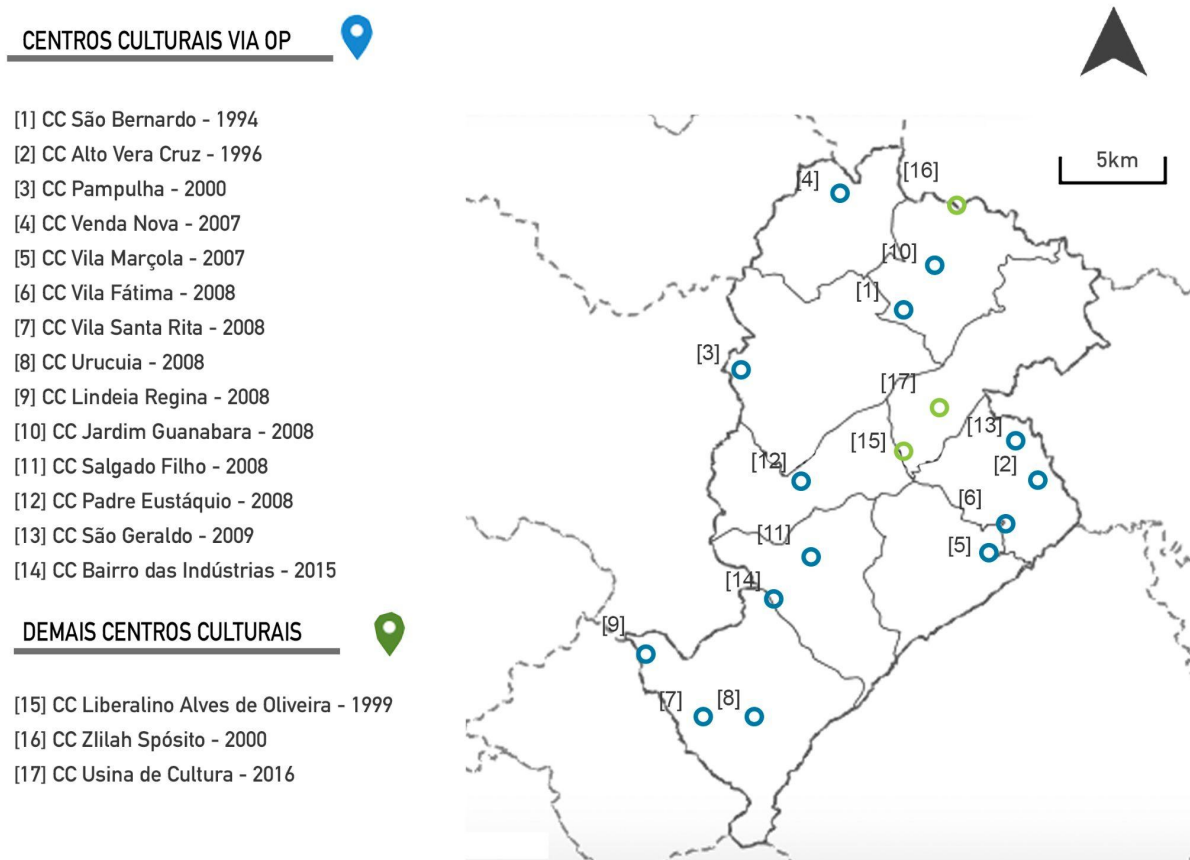 CENTROS CULTURAIS VIA OP
[1] CC São Bernardo - 1994
[2] CC Alto Vera Cruz - 1996
[3] CC Pampulha - 2000
[4] CC Venda Nova - 2007
[5] CC Vila Marçola - 2007
[6] CC Vila Fátima - 2008
[7] CC Vila Santa Rita - 2008
[8] CC Urucuia - 2008
[9] CC Lindeia Regina - 2008
[10] CC Jardim Guanabara - 2008
[11] CC Salgado Filho - 2008
[12] CC Padre Eustáquio - 2008
[13] CC São Geraldo - 2009
[14] CC Bairro das Indústrias - 2015
DEMAIS CENTROS CULTURAIS
[15] CC Liberalino Alves de Oliveira - 1999
[16] CC ZIilah Spósito - 2000
[17] CC Usina de Cultura - 2016
5km
[16]
[4]
[10]
[1]
[3]
[17]
[13]
[15]
[12]
[2]
[6]
[11]
[5]
[14]
[9]
[7]
[8]